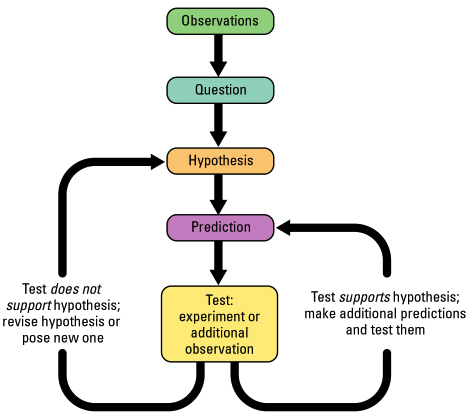 Observations
Question
Hypothesis
Prediction
Test:
experiment or
additional
observation
Test does not
support hypothesis;
revise hypothesis or
pose new one
Test supports hypothesis;
make additional predictions
and test them